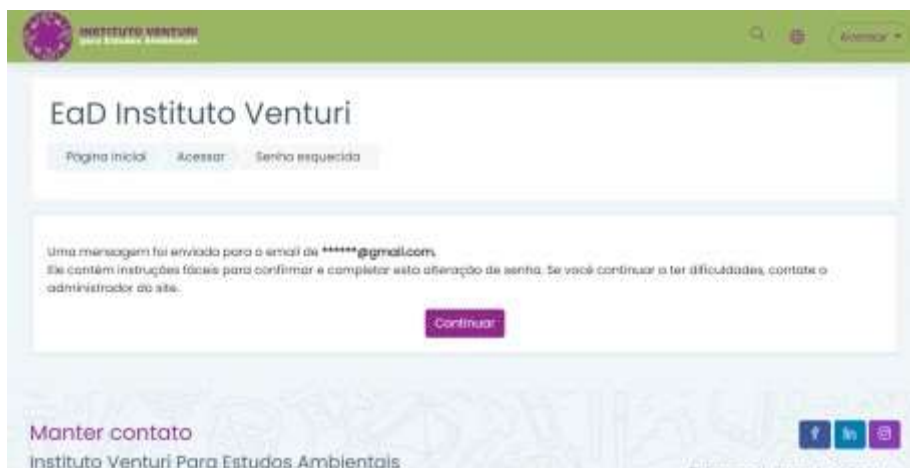 INSTITUTO VENTURI
para Estudos Ambientais
Acessar
EaD Instituto Venturi
Página inicial Acessar Senha esquecida
Uma mensagem foi enviada para o email de ******@gmail.com.
Ele contém instruções fáceis para confirmar e completar esta alteração de senha. Se você continuar a ter dificuldades, contate o
administrador do site.
Continuar
Manter contato
Instituto Venturi Para Estudos Ambientais